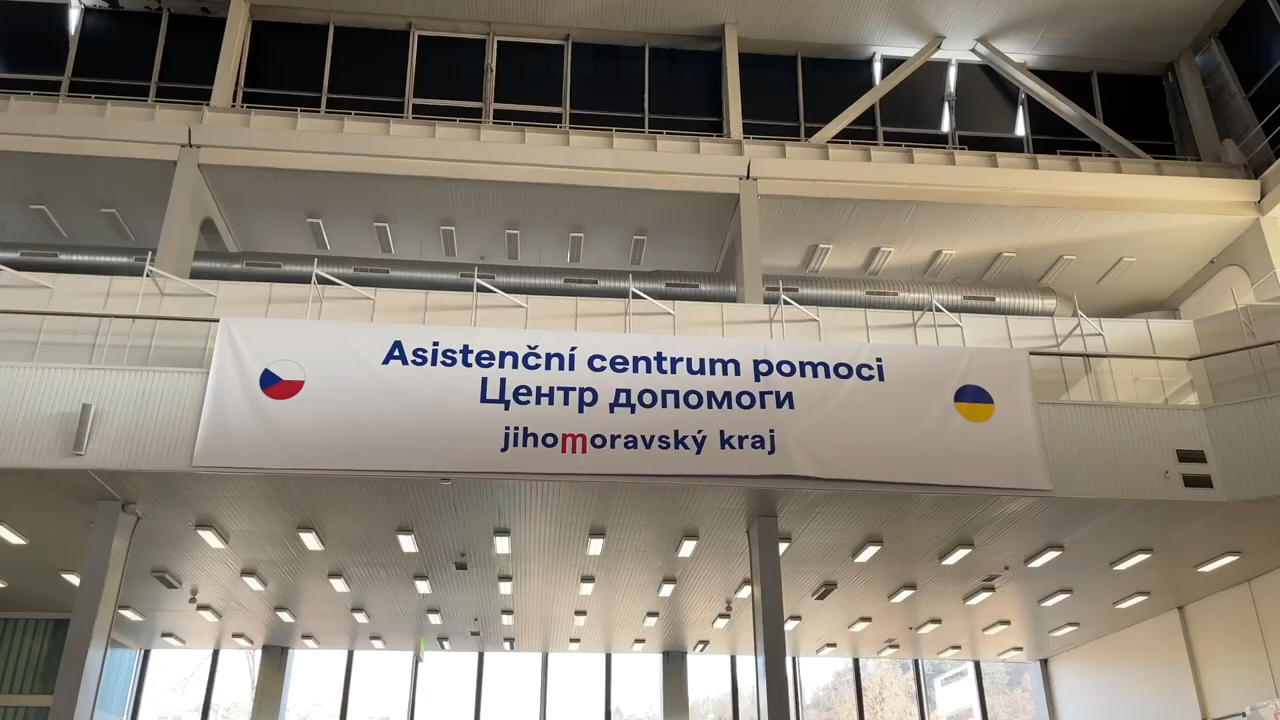 Asistenční centrum pomoci
Центр допомоги
jihomoravský kraj